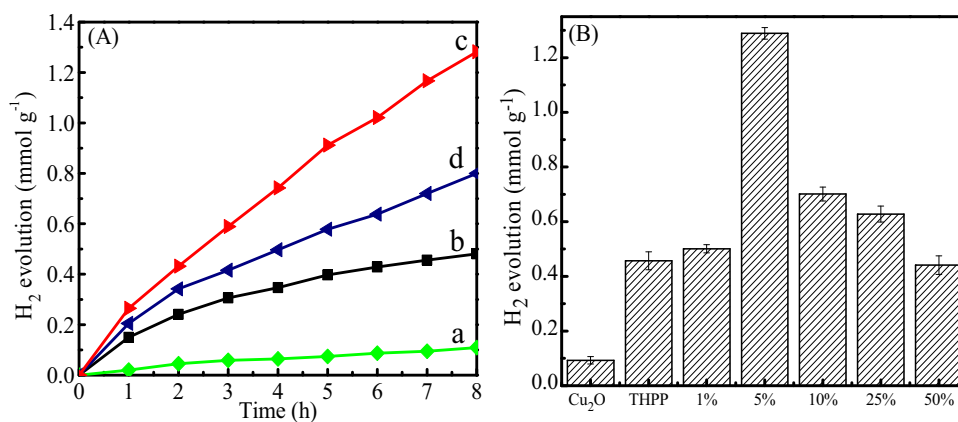 (A)
H2 evolution (mmol g-1)
1.4
1.2
1.0
0.8
0.6
0.4
0.2
0.0
c
d
b
a
0 1 2 3 4 5 6 7 8
Time (h)
(B)
H2 evolution (mmol g-1)
1.2
1.0
0.8
0.6
0.4
0.2
0.0
Cu2O THPP 1% 5% 10% 25% 50%